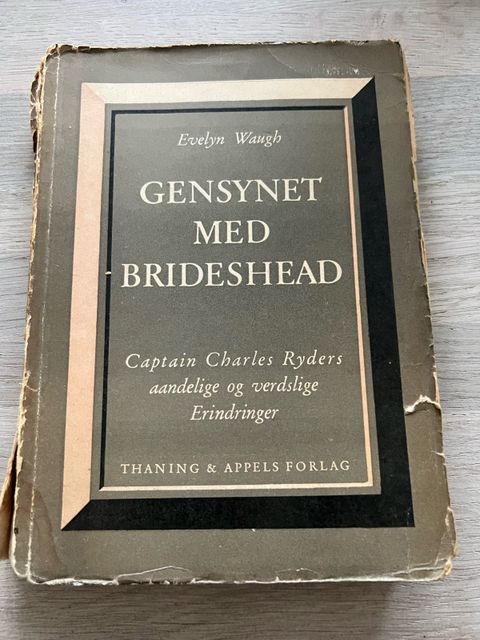 Evelyn Waugh
GENSYNET
MED
BRIDESHEAD
Captain Charles Ryders
aandelige og verdslige
Erindringer
THANING & APPELS FORLAG